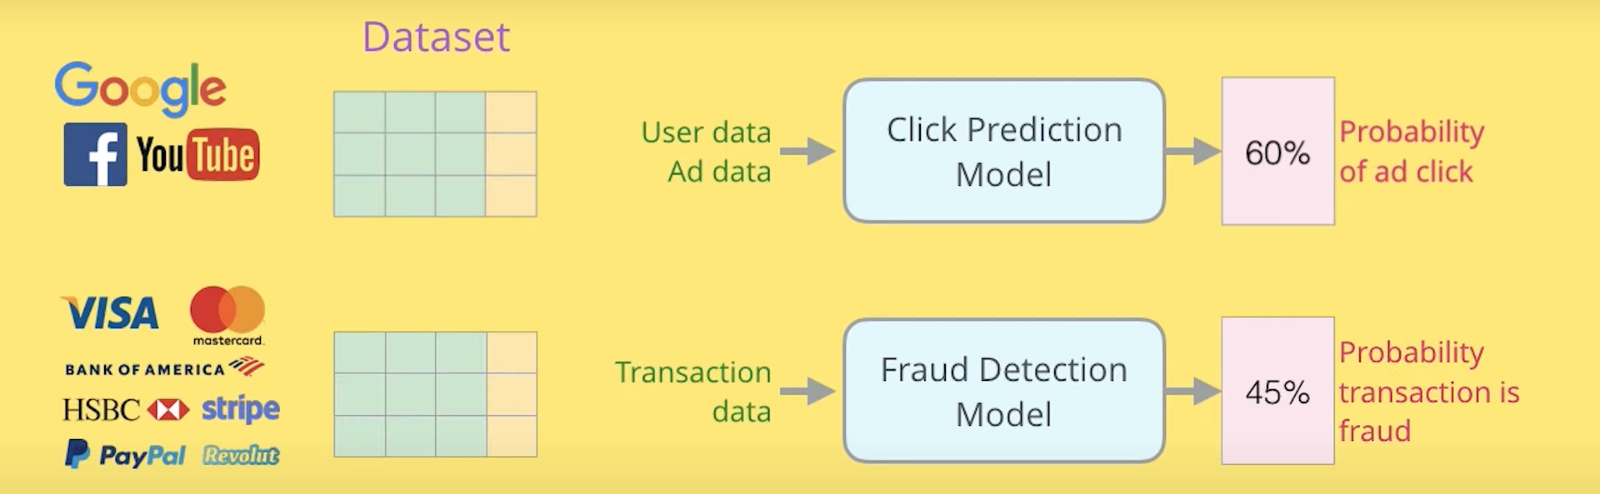 Dataset
Google
f YouTube
User data
Ad data
Click Prediction
Model
60%
Probability
of ad click
VISA
mastercard.
BANK OF AMERICA
HSBC stripe
PayPal Revolut
Transaction
data
Fraud Detection
Model
45%
Probability
transaction is
fraud